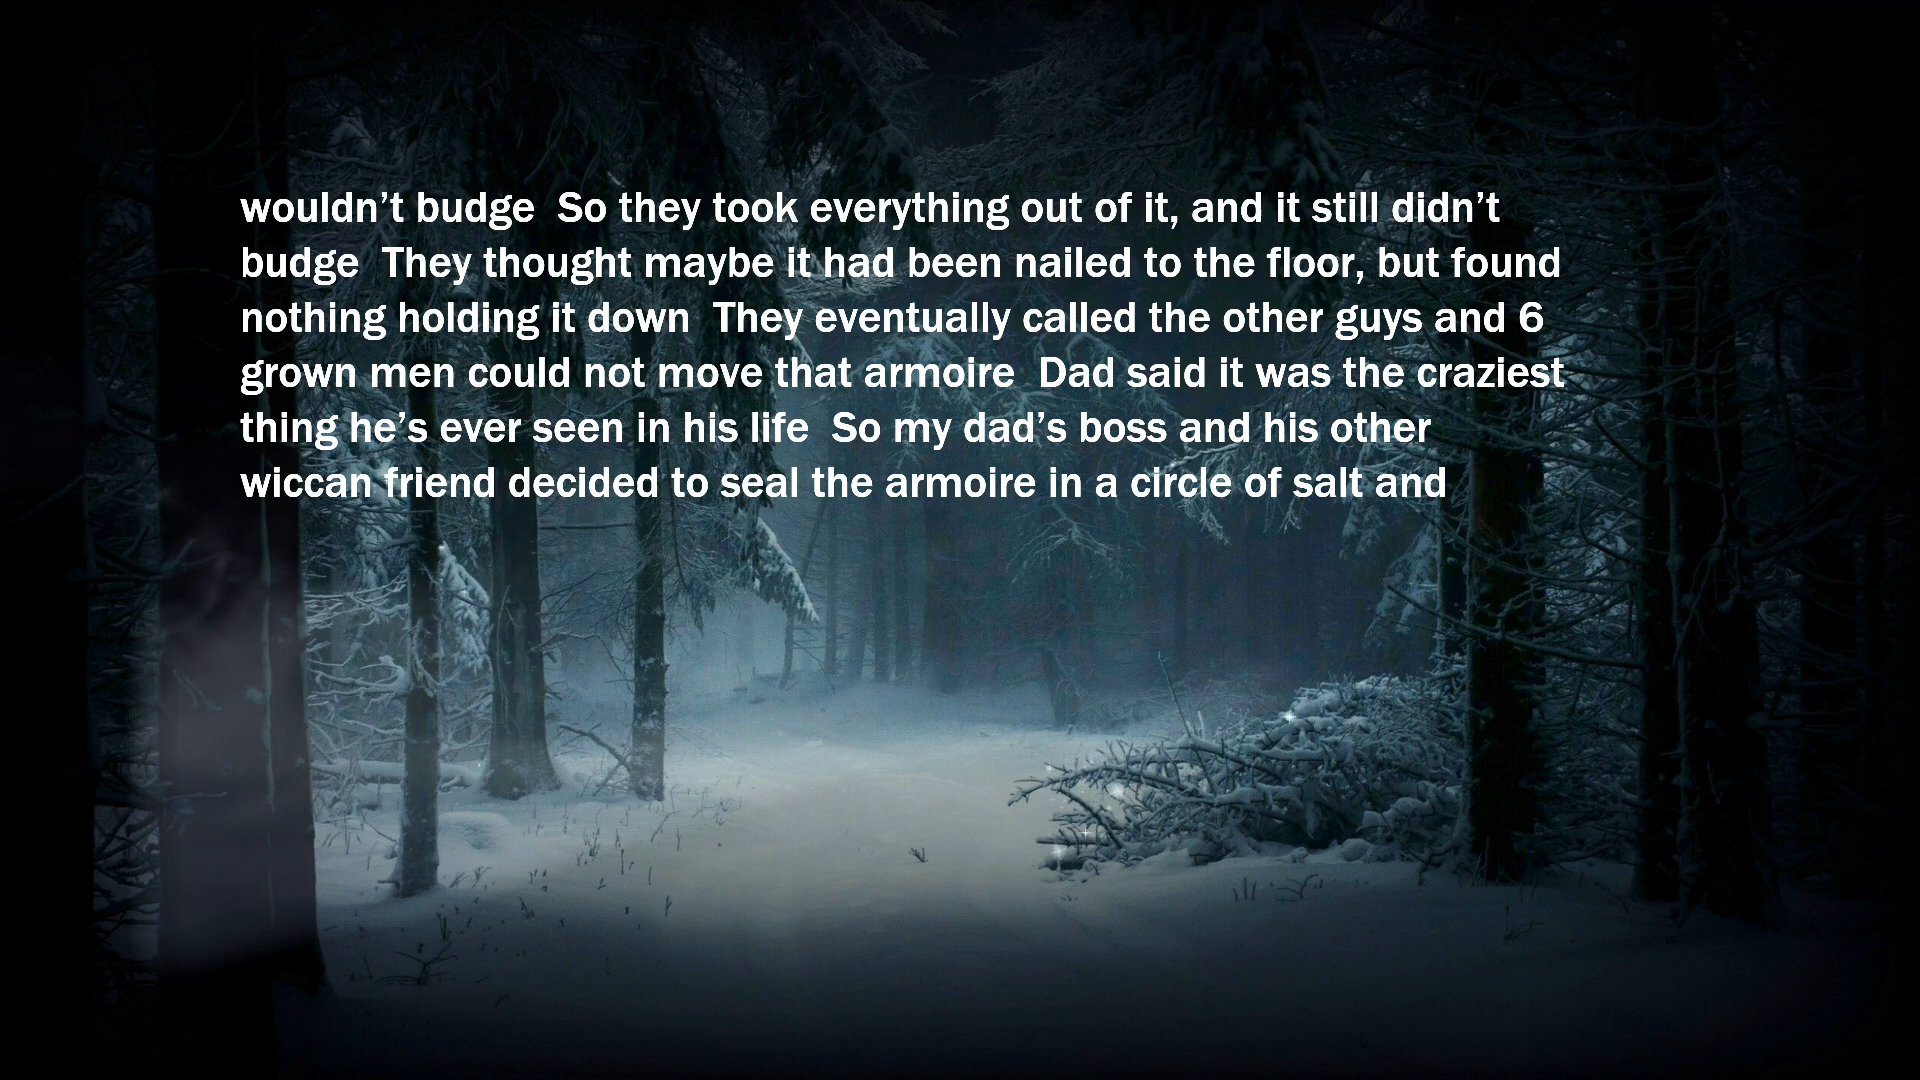 wouldn’t budge  So they took everything out of it, and it still didn’t
budge  They thought maybe it had been nailed to the floor, but found
nothing holding it down  They eventually called the other guys and 6
grown men could not move that armoire  Dad said it was the craziest
thing he’s ever seen in his life  So my dad’s boss and his other
wiccan friend decided to seal the armoire in a circle of salt and